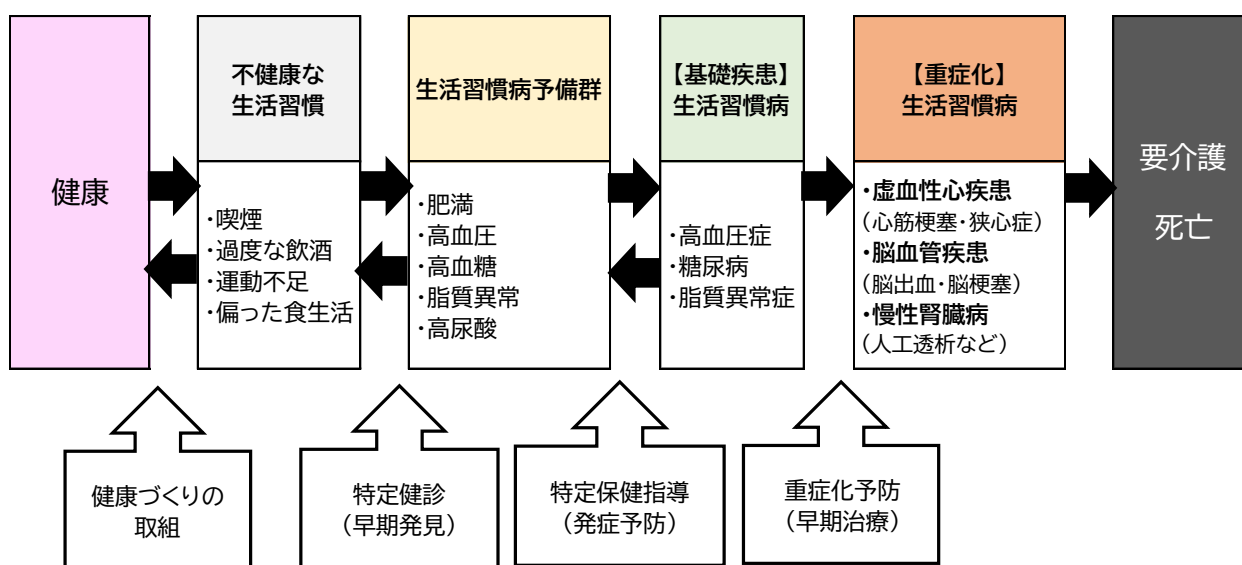 健康
不健康な
生活習慣
・喫煙
・過度な飲酒
・運動不足
・偏った食生活
生活習慣病予備群
・肥満
・高血圧
・高血糖
・脂質異常
・高尿酸
【基礎疾患】
生活習慣病
・高血圧症
・糖尿病
・脂質異常症
【重症化】
生活習慣病
・虚血性心疾患
（心筋梗塞・狭心症）
・脳血管疾患
（脳出血・脳梗塞）
・慢性腎臓病
（人工透析など）
要介護
死亡
健康づくりの
取組
特定健診
（早期発見）
特定保健指導
（発症予防）
重症化予防
（早期治療）